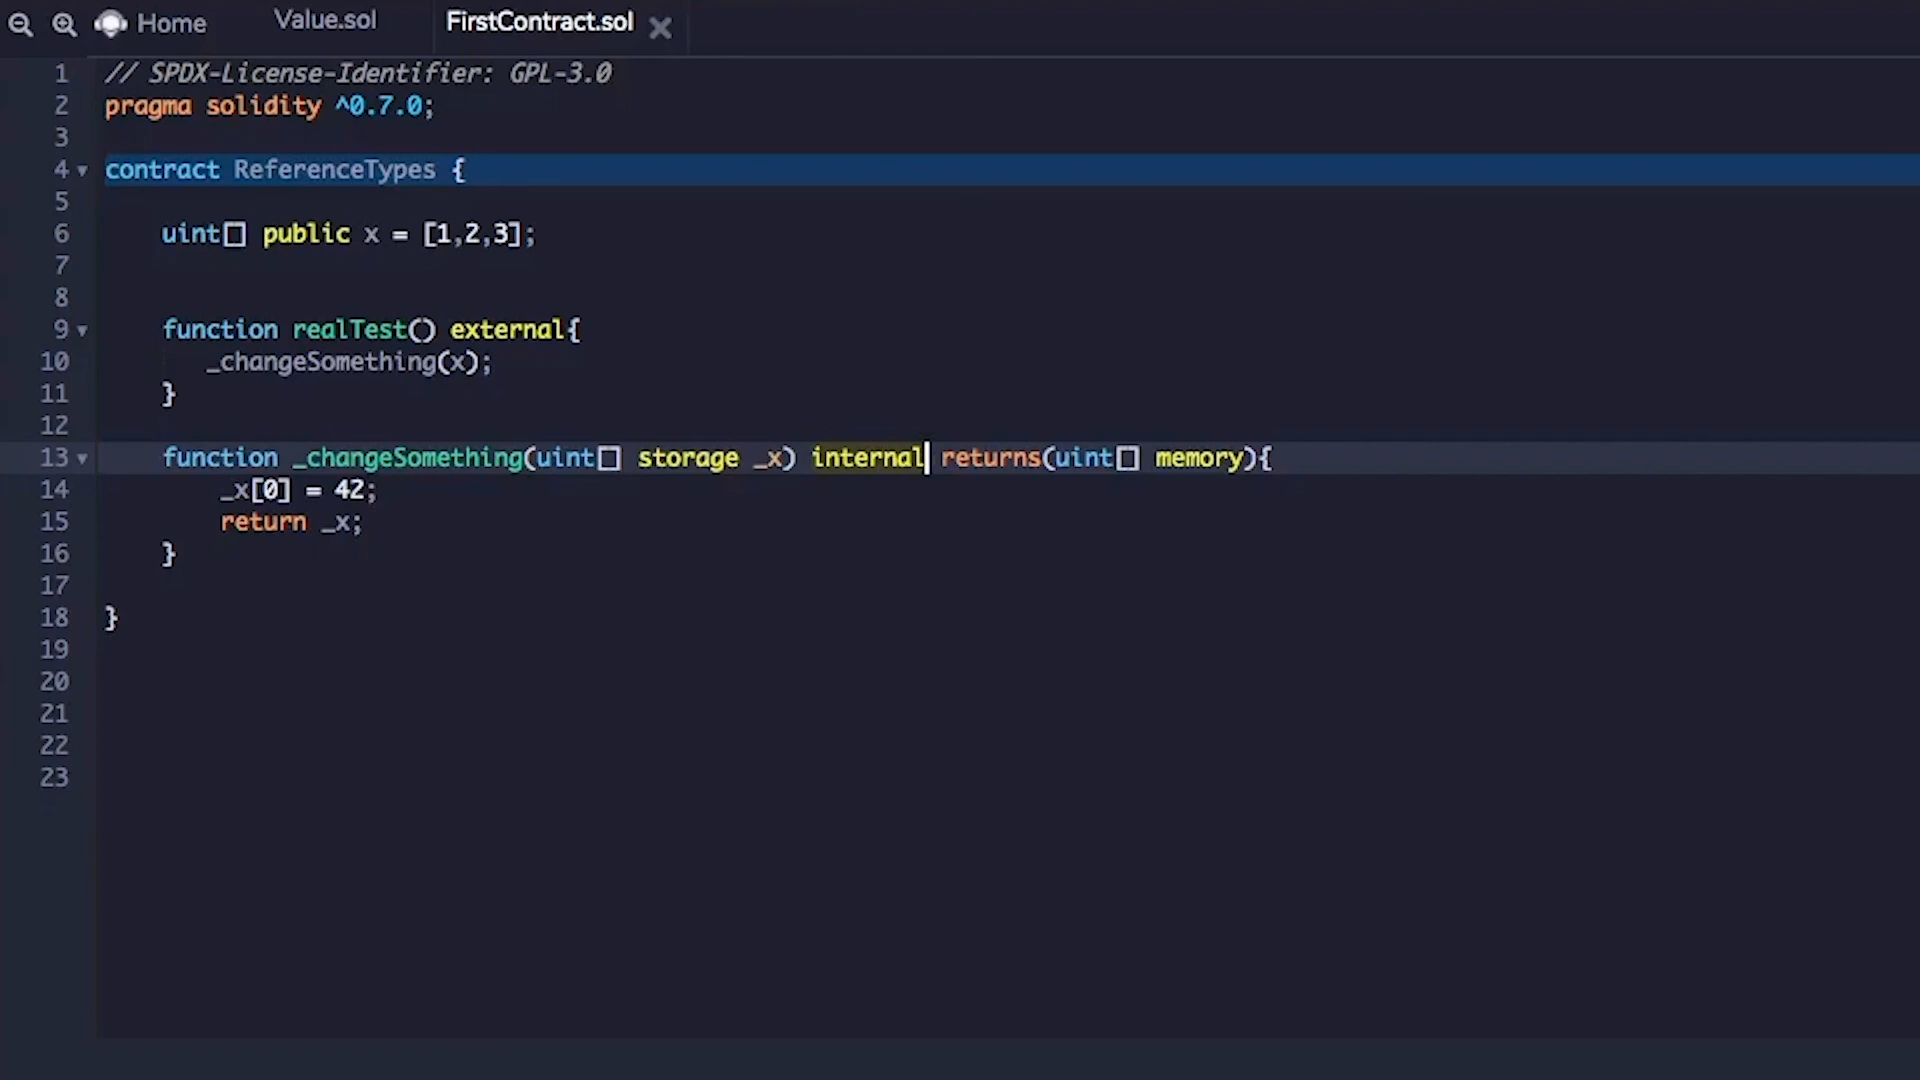 Home Value.sol FirstContract.sol
1 // SPDX-License-Identifier: GPL-3.0
2 pragma solidity ^0.7.0;
3
4 contract ReferenceTypes {
5
6 uint[] public x = [1,2,3];
7
8
9 function realTest() external{
10 _changeSomething(x);
11 }
12
13 function _changeSomething(uint[] storage _x) internal returns(uint[] memory){
14 _x[0] = 42;
15 return _x;
16 }
17
18 }
19
20
21
22
23